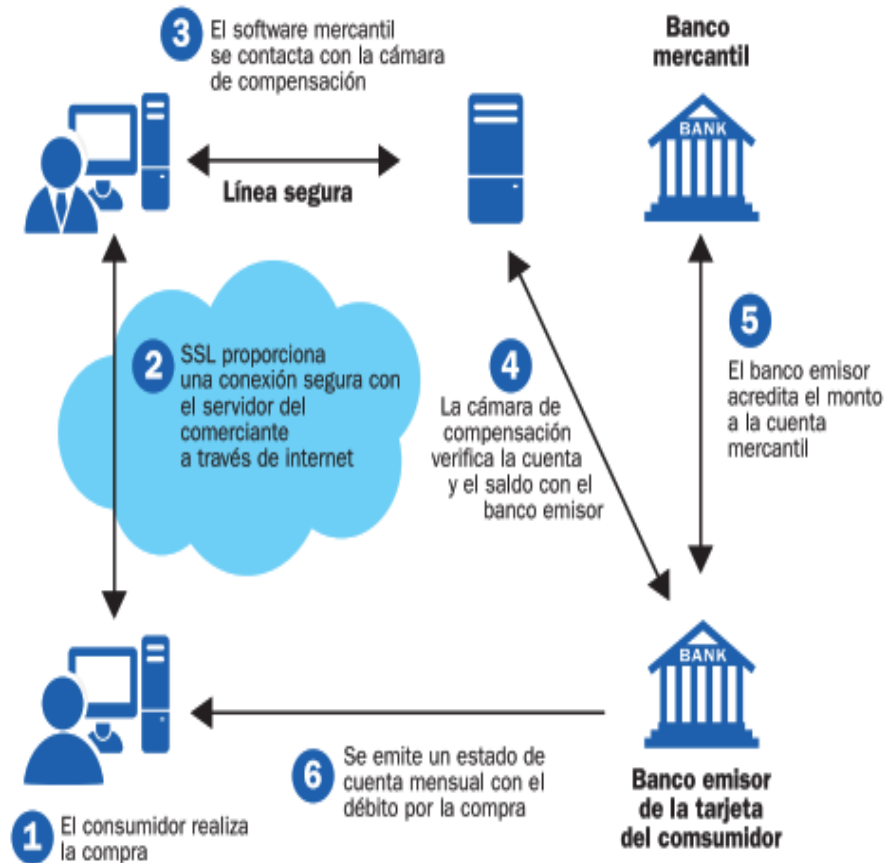 3
El software mercantil
se contacta con la cámara
de compensación
Banco
mercantil
BANK
Línea segura
2
SSL proporciona
una conexión segura con
el servidor del
comerciante
a través de internet
4
La cámara de
compensación
verifica la cuenta
y el saldo con el
banco emisor
5
El banco emisor
acredita el monto
a la cuenta
mercantil
BANK
6
Se emite un estado de
cuenta mensual con el
débito por la compra
Banco emisor
de la tarjeta
del comsumidor
1
El consumidor realiza
la compra